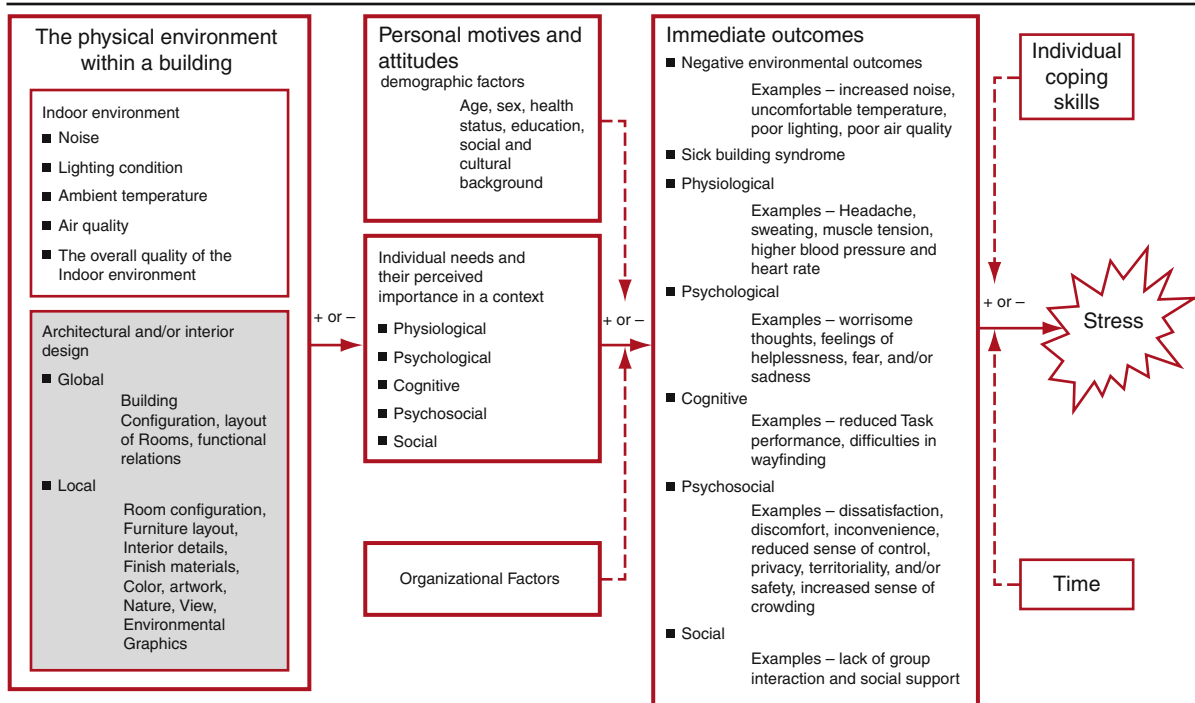 The physical environment
within a building
Indoor environment
■ Noise
■ Lighting condition
■ Ambient temperature
■ Air quality
■ The overall quality of the
Indoor environment
Architectural and/or interior
design
■ Global
Building
Configuration, layout
of Rooms, functional
relations
■ Local
Room configuration,
Furniture layout,
Interior details,
Finish materials,
Color, artwork,
Nature, View,
Environmental
Graphics
+ or –
Personal motives and
attitudes
demographic factors
Age, sex, health
status, education,
social and
cultural
background
Individual needs and
their perceived
importance in a context
■ Physiological
■ Psychological
■ Cognitive
■ Psychosocial
■ Social
Organizational Factors
+ or –
Immediate outcomes
■ Negative environmental outcomes
Examples – increased noise,
uncomfortable temperature,
poor lighting, poor air quality
■ Sick building syndrome
■ Physiological
Examples – Headache,
sweating, muscle tension,
higher blood pressure and
heart rate
■ Psychological
Examples – worrisome
thoughts, feelings of
helplessness, fear, and/or
sadness
■ Cognitive
Examples – reduced Task
performance, difficulties in
wayfinding
■ Psychosocial
Examples – dissatisfaction,
discomfort, inconvenience,
reduced sense of control,
privacy, territoriality, and/or
safety, increased sense of
crowding
■ Social
Examples – lack of group
interaction and social support
Individual
coping
skills
+ or –
Stress
Time